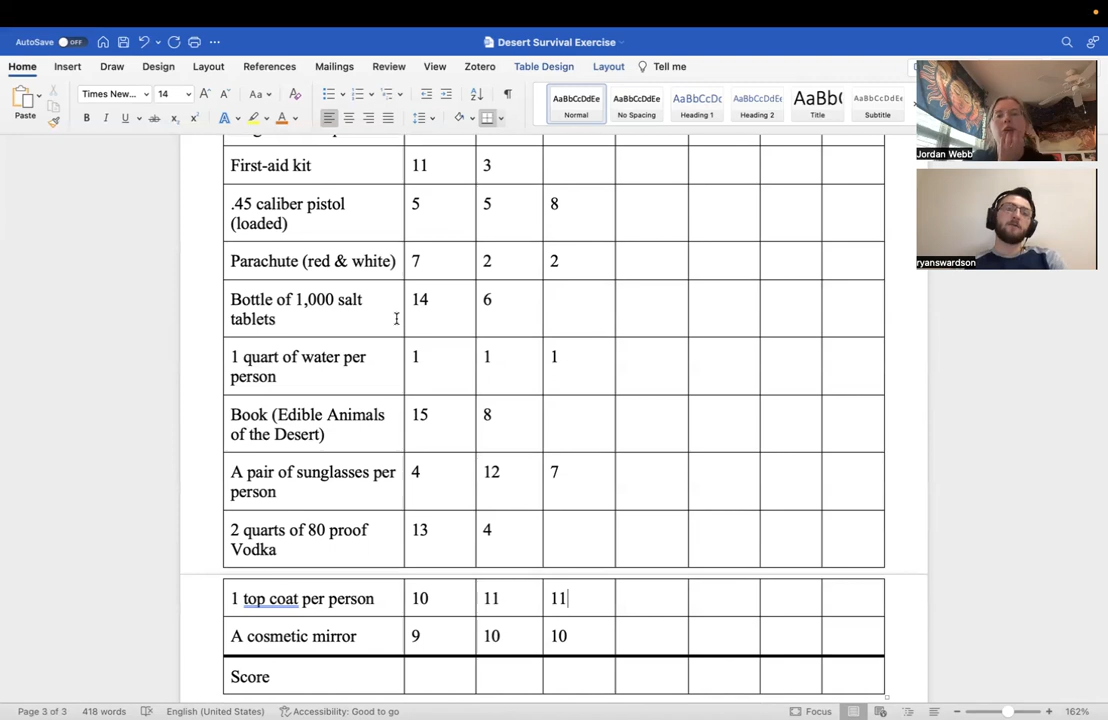 AutoSave OFF
Desert Survival Exercise
Home Insert Draw Design Layout References Mailings Review View Zotero Table Design Layout Tell me
Paste
Times New... 14
AaBbCcDdEe AaBbCcDdEe AaBbCcDc AaBbCcDdEe AaBbC AaBbCcDdEe
Normal No Spacing Heading 1 Heading 2 Title Subtitle
Jordan Webb
ryanswardson
First-aid kit 11 3
.45 caliber pistol 5 5 8
(loaded)
Parachute (red & white) 7 2 2
Bottle of 1,000 salt 14 6
tablets
1 quart of water per 1 1 1
person
Book (Edible Animals 15 8
of the Desert)
A pair of sunglasses per 4 12 7
person
2 quarts of 80 proof 13 4
Vodka
1 top coat per person 10 11 11
A cosmetic mirror 9 10 10
Score
Page 3 of 3 418 words English (United States) Accessibility: Good to go Focus 162%